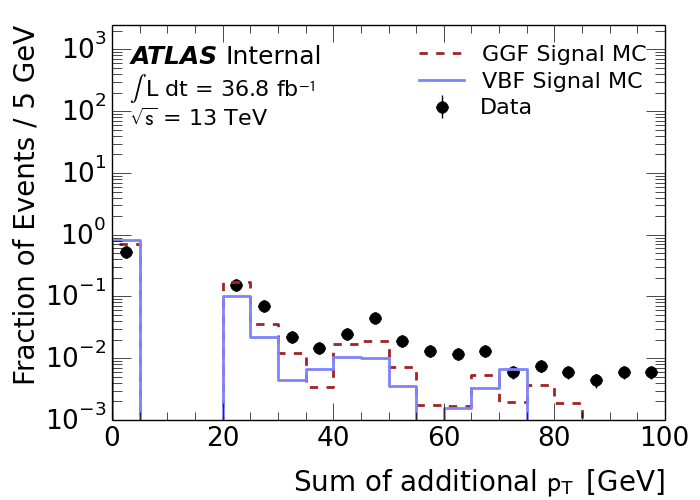 ATLAS Internal
∫L dt = 36.8 fb⁻¹
√s = 13 TeV
GGF Signal MC
VBF Signal MC
Data
Fraction of Events / 5 GeV
10³
10²
10¹
10⁰
10⁻¹
10⁻²
10⁻³
0 20 40 60 80 100
Sum of additional p_T [GeV]